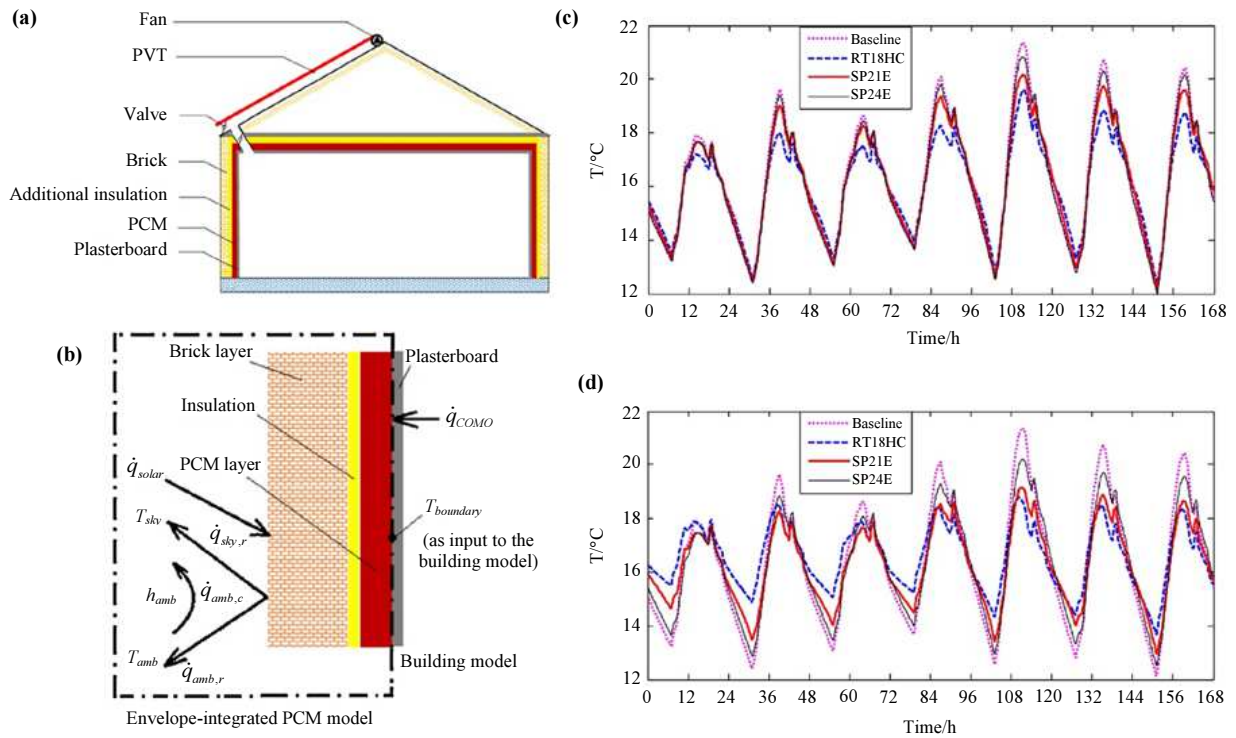 (a)
Fan
PVT
Valve
Brick
Additional insulation
PCM
Plasterboard
(b)
Brick layer
Plasterboard
Insulation
q̇COMO
PCM layer
q̇solar
Tsky
q̇sky,r
Tboundary
(as input to the
building model)
hamb
q̇amb,c
Tamb
q̇amb,r
Building model
Envelope-integrated PCM model
(c)
Baseline
RT18HC
SP21E
SP24E
T/°C
22
20
18
16
14
12
0 12 24 36 48 60 72 84 96 108 120 132 144 156 168
Time/h
(d)
Baseline
RT18HC
SP21E
SP24E
T/°C
22
20
18
16
14
12
0 12 24 36 48 60 72 84 96 108 120 132 144 156 168
Time/h